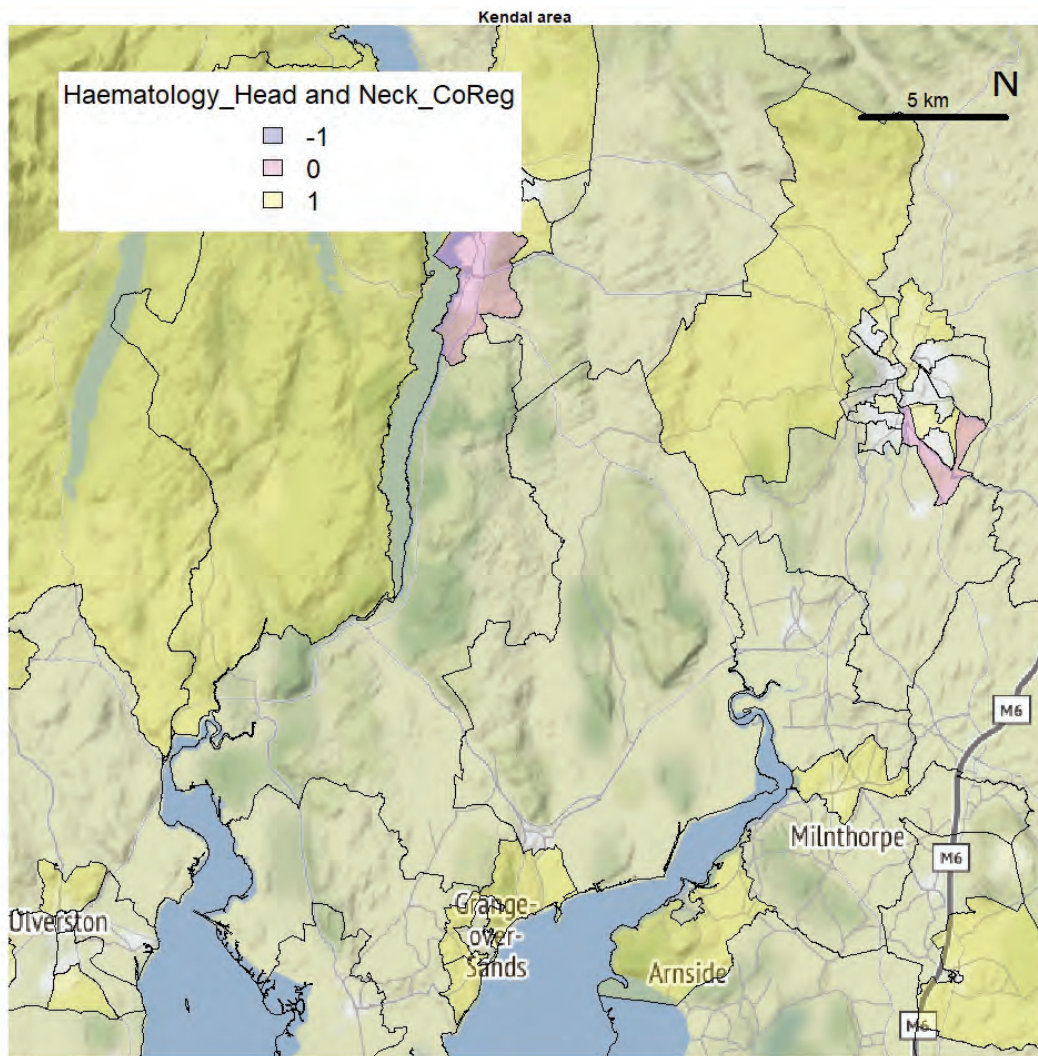 Kendal area
Haematology_Head and Neck_CoReg
-1
0
1
N
5 km
M6
M6
Milnthorpe
Grange-
over-
Sands
Ulverston
Arnside
M6